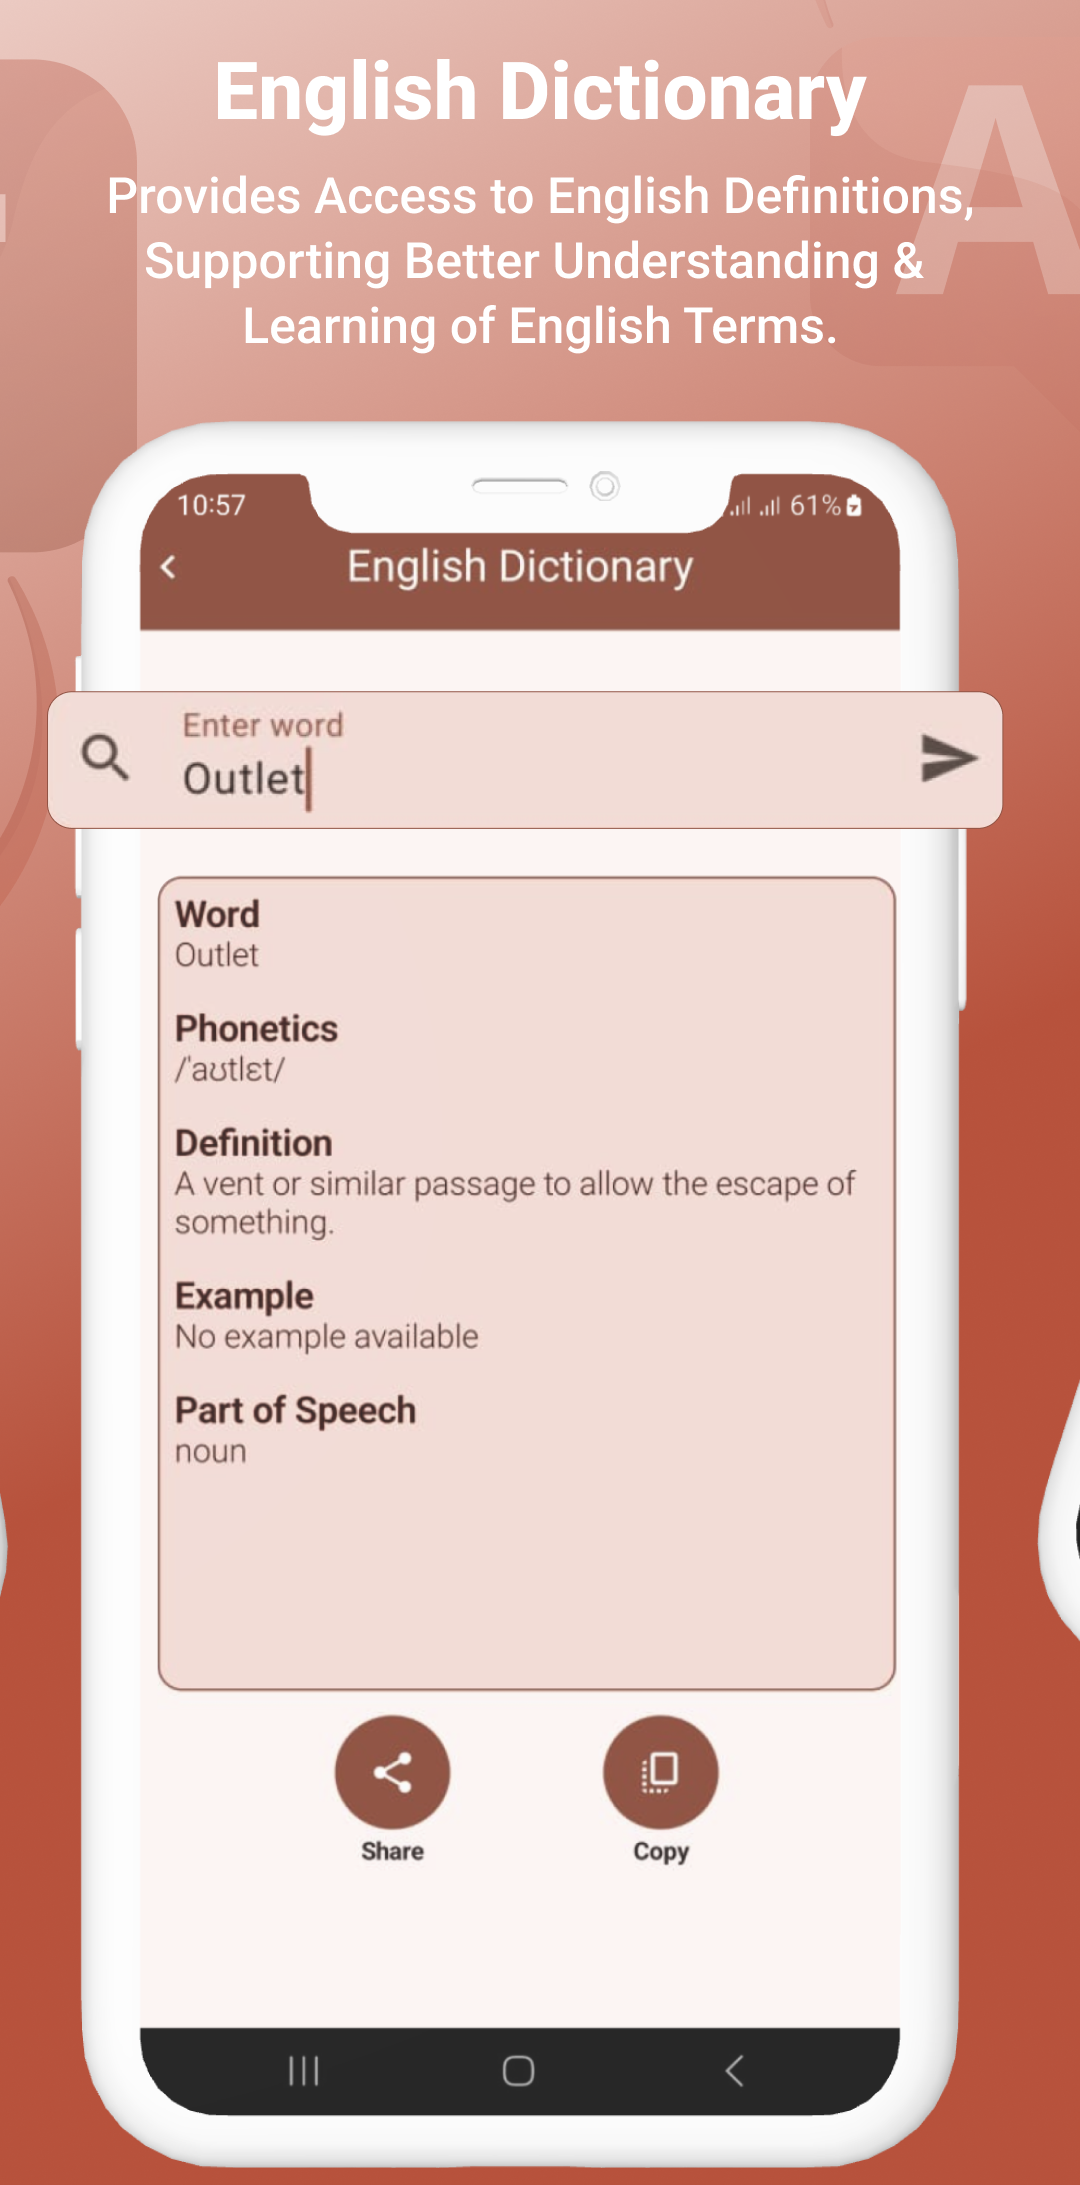 English Dictionary
Provides Access to English Definitions,
Supporting Better Understanding &
Learning of English Terms.
A
10:57
61%
English Dictionary
Enter word
Outlet
Word
Outlet
Phonetics
/ˈaʊtlɛt/
Definition
A vent or similar passage to allow the escape of
something.
Example
No example available
Part of Speech
noun
Share
Copy